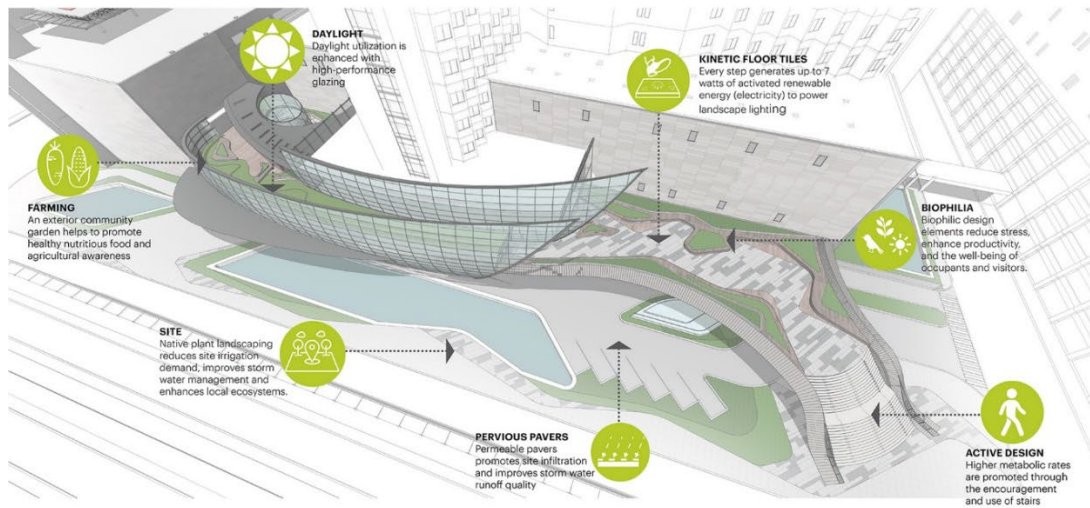 DAYLIGHT
Daylight utilization is
enhanced with
high-performance
glazing
KINETIC FLOOR TILES
Every step generates up to 7
watts of activated renewable
energy (electricity) to power
landscape lighting
FARMING
An exterior community
garden helps to promote
healthy nutritious food and
agricultural awareness
BIOPHILIA
Biophilic design
elements reduce stress,
enhance productivity,
and the well-being of
occupants and visitors.
SITE
Native plant landscaping
reduces site irrigation
demand, improves storm
water management and
enhances local ecosystems.
PERVIOUS PAVERS
Permeable pavers
promotes site infiltration
and improves storm water
runoff quality
ACTIVE DESIGN
Higher metabolic rates
are promoted through
the encouragement
and use of stairs